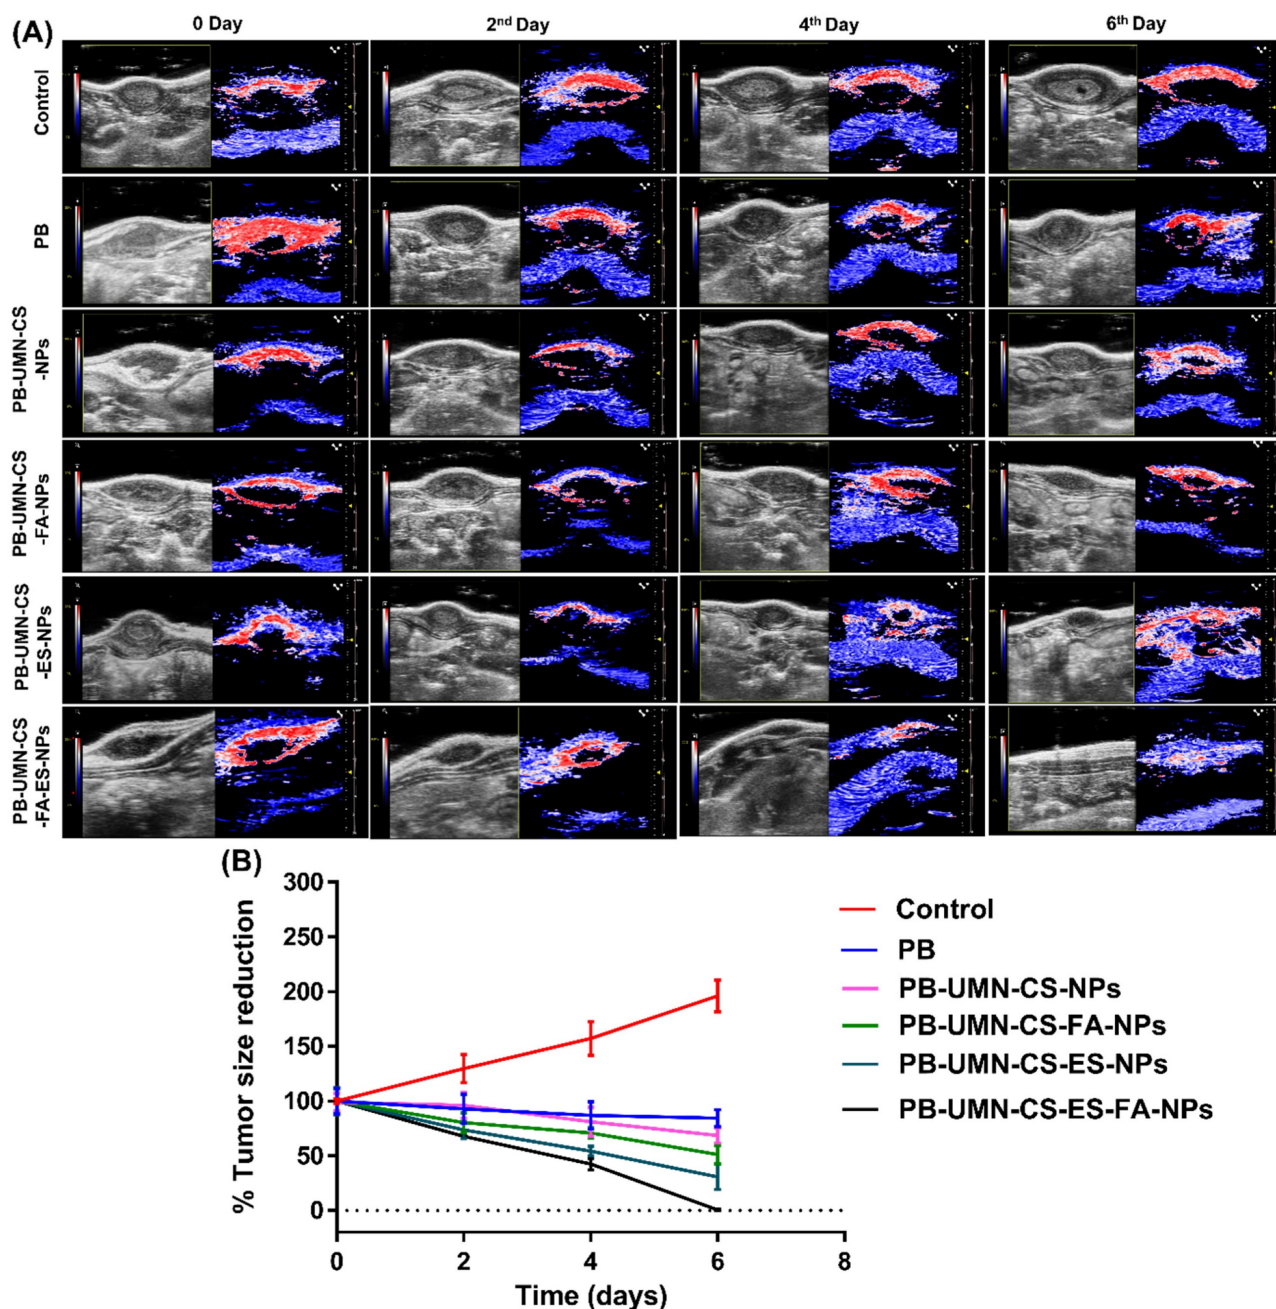 (A)
0 Day
2nd Day
4th Day
6th Day
Control
PB
PB-UMN-CS
-NPs
PB-UMN-CS
-FA-NPs
PB-UMN-CS
-ES-NPs
PB-UMN-CS
-FA-ES-NPs
(B)
% Tumor size reduction
300
250
200
150
100
50
0
0
2
4
6
8
Time (days)
Control
PB
PB-UMN-CS-NPs
PB-UMN-CS-FA-NPs
PB-UMN-CS-ES-NPs
PB-UMN-CS-ES-FA-NPs